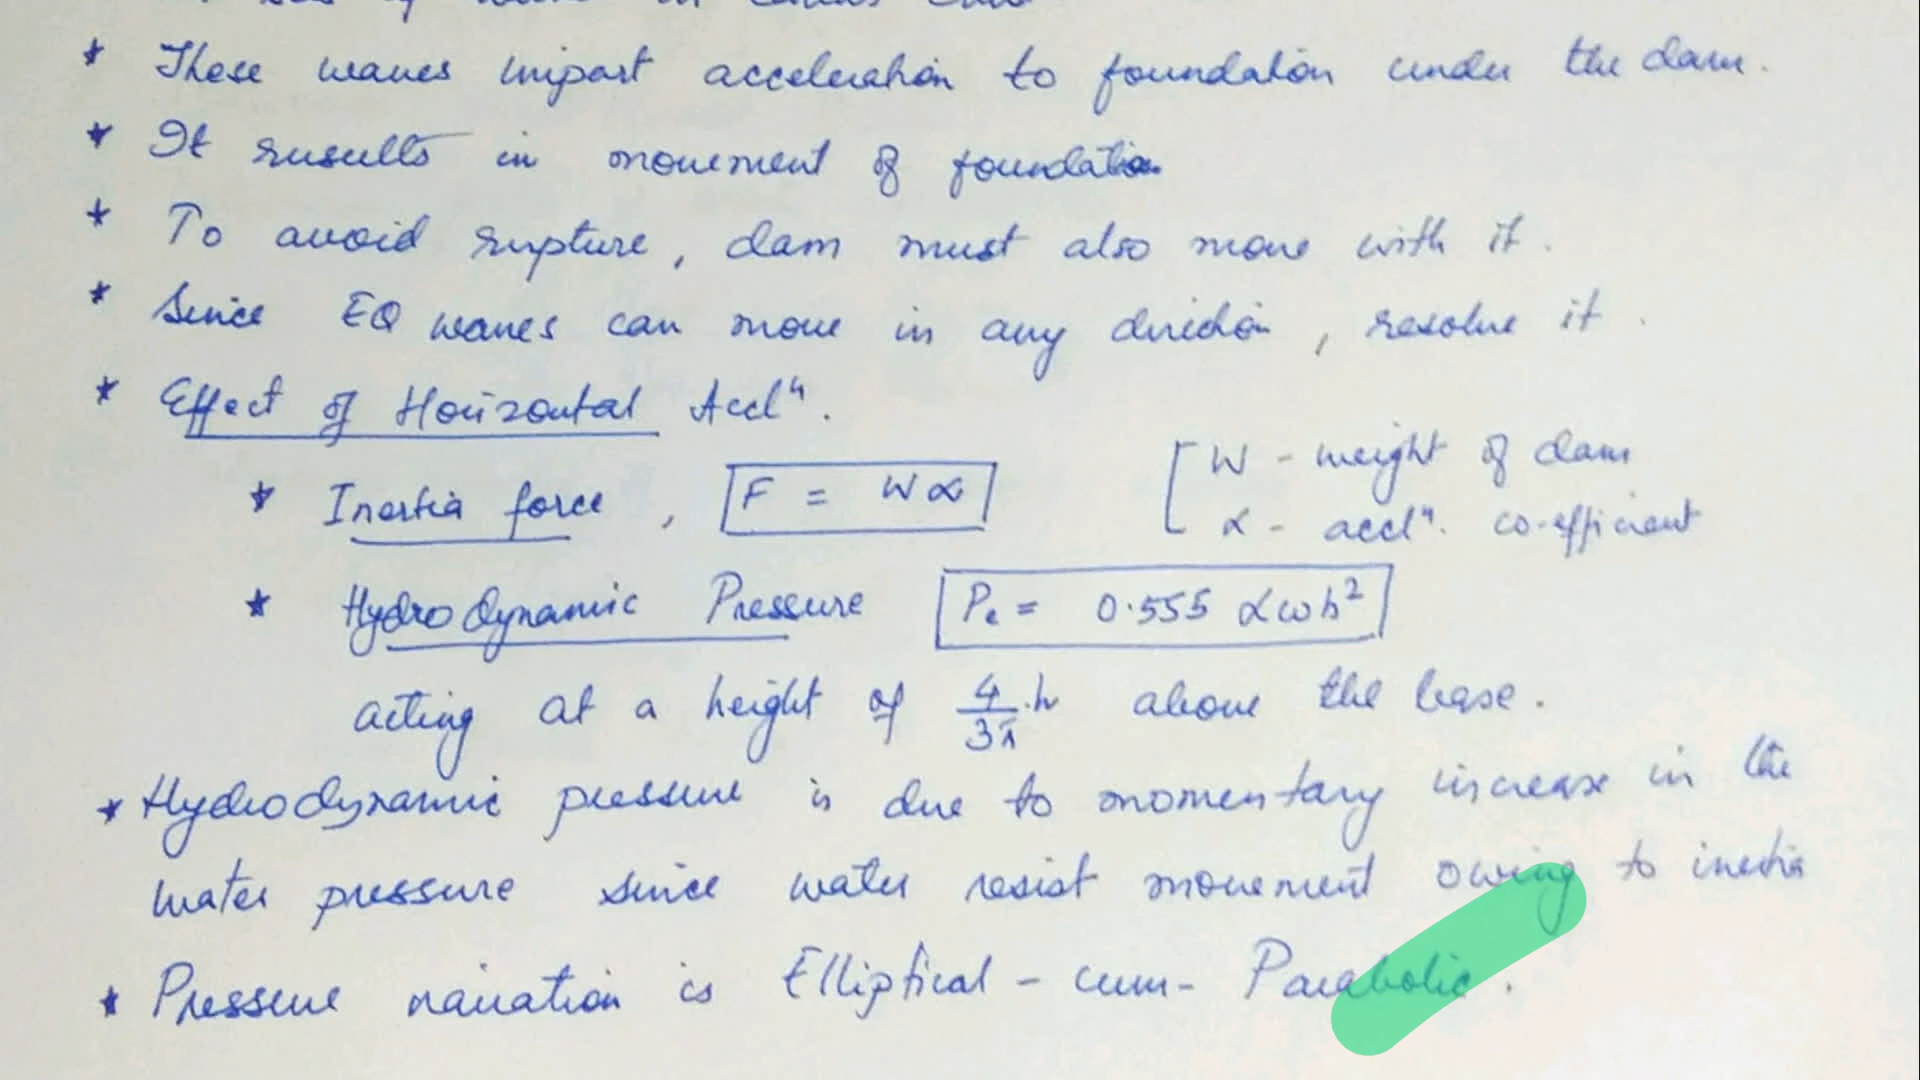 * These waves impart acceleration to foundation under the dam.
* It results in movement of foundation
* To avoid rupture, dam must also move with it.
* Since EQ waves can move in any direction, resolve it.
* Effect of Horizontal Acclⁿ.
* Inertia force, F = Wα [ W - weight of dam
α - acclⁿ. co-efficient
* Hydrodynamic Pressure Pe = 0.555 αωh²
acting at a height of 4/3π · h above the base.
* Hydrodynamic pressure is due to momentary increase in the
water pressure since water resist movement owing to inertia
* Pressure variation is Elliptical - cum - Parabolic.